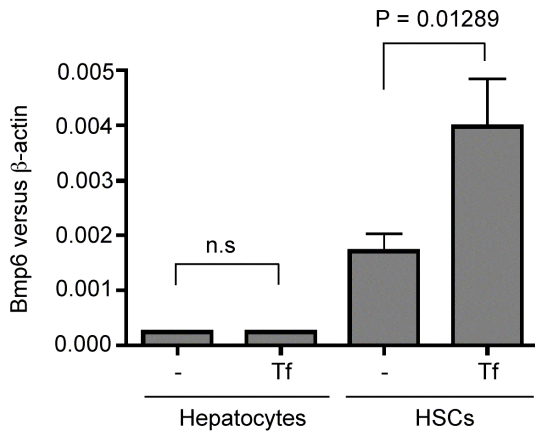 P = 0.01289
0.005
0.004
0.003
0.002
0.001
0.000
Bmp6 versus β-actin
n.s
- Tf - Tf
Hepatocytes HSCs